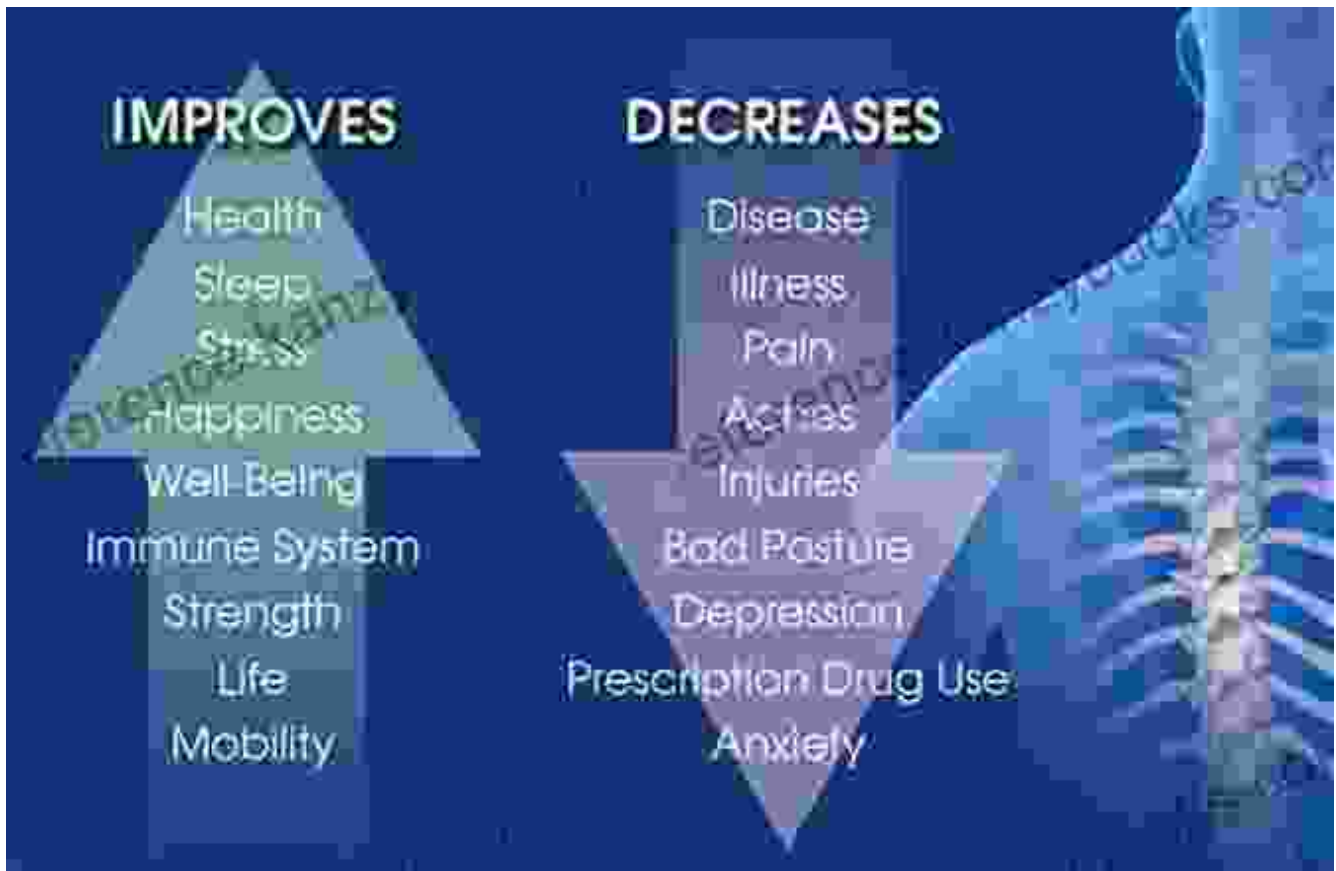 IMPROVES
Health
Sleep
Stress
Happiness
Well-Being
Immune System
Strength
Life
Mobility
DECREASES
Disease
Illness
Pain
Aches
Injuries
Bad Posture
Depression
Prescription Drug Use
Anxiety